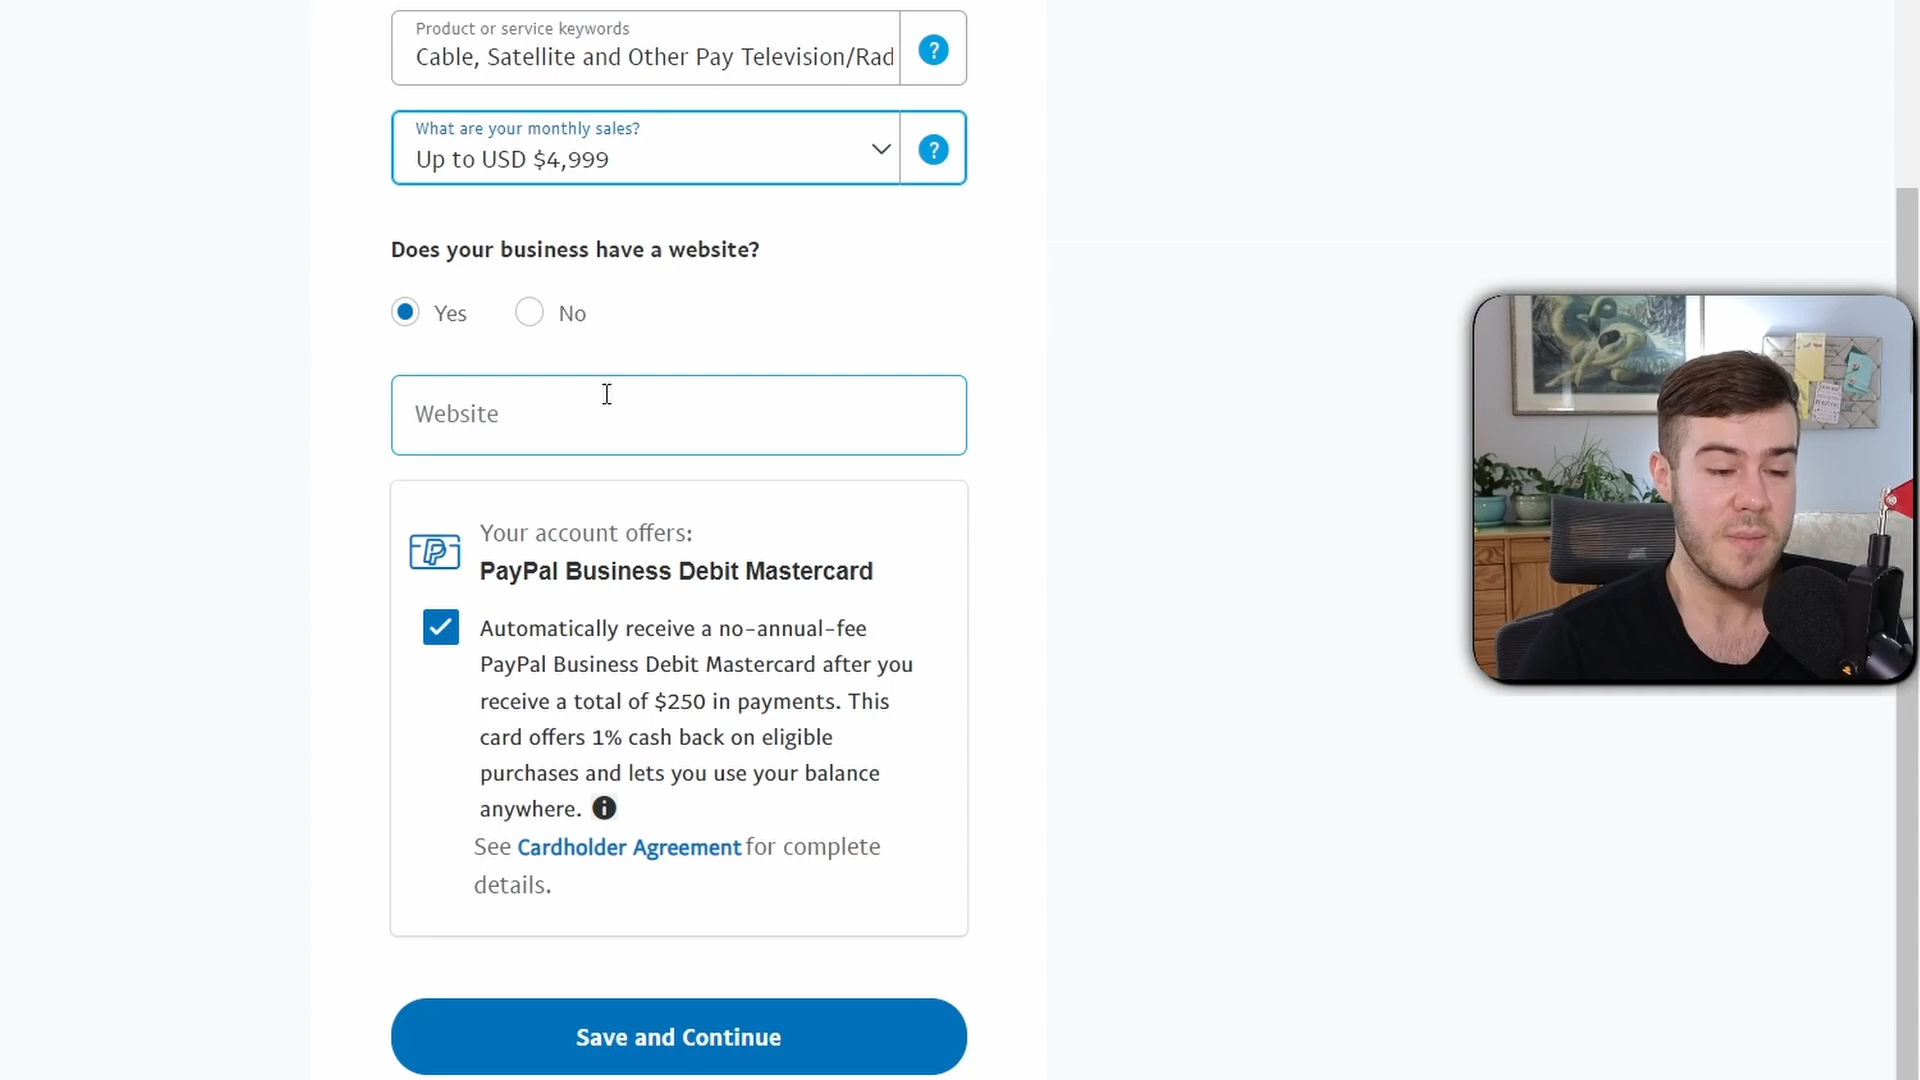 Product or service keywords
Cable, Satellite and Other Pay Television/Rad
?
What are your monthly sales?
Up to USD $4,999
?
Does your business have a website?
Yes No
Website
Your account offers:
PayPal Business Debit Mastercard
Automatically receive a no-annual-fee
PayPal Business Debit Mastercard after you
receive a total of $250 in payments. This
card offers 1% cash back on eligible
purchases and lets you use your balance
anywhere.
See Cardholder Agreement for complete
details.
Save and Continue